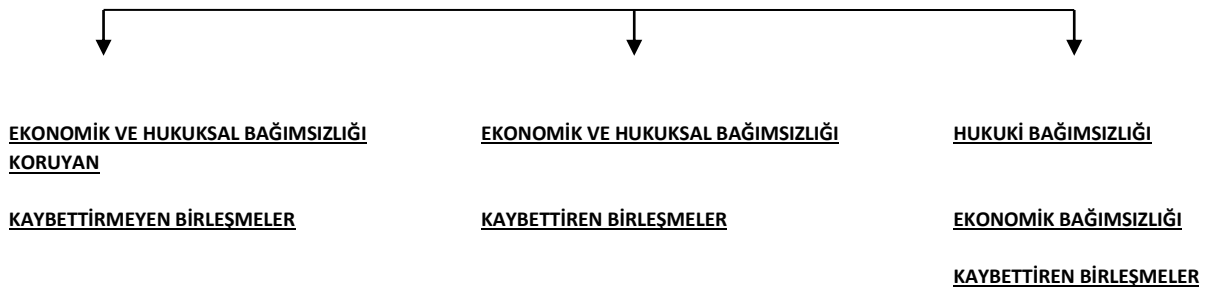 EKONOMİK VE HUKUKSAL BAĞIMSIZLIĞI
KORUYAN
KAYBETTİRMEYEN BİRLEŞMELER
EKONOMİK VE HUKUKSAL BAĞIMSIZLIĞI
KAYBETTİREN BİRLEŞMELER
HUKUKİ BAĞIMSIZLIĞI
EKONOMİK BAĞIMSIZLIĞI
KAYBETTİREN BİRLEŞMELER